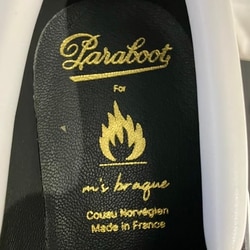 Paraboot
For
m's braque
Cousu Norvégien
Made in France